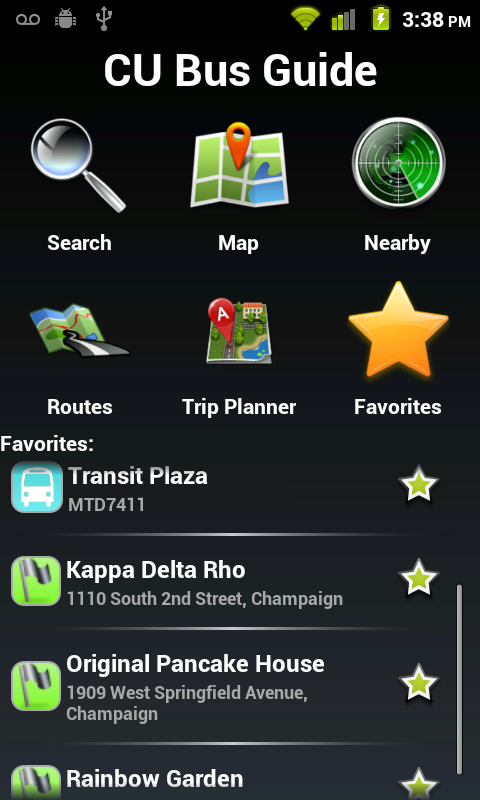 3:38 PM
CU Bus Guide
Search
Map
Nearby
A
Routes
Trip Planner
Favorites
Favorites:
Transit Plaza
MTD7411
Kappa Delta Rho
1110 South 2nd Street, Champaign
Original Pancake House
1909 West Springfield Avenue,
Champaign
Rainbow Garden